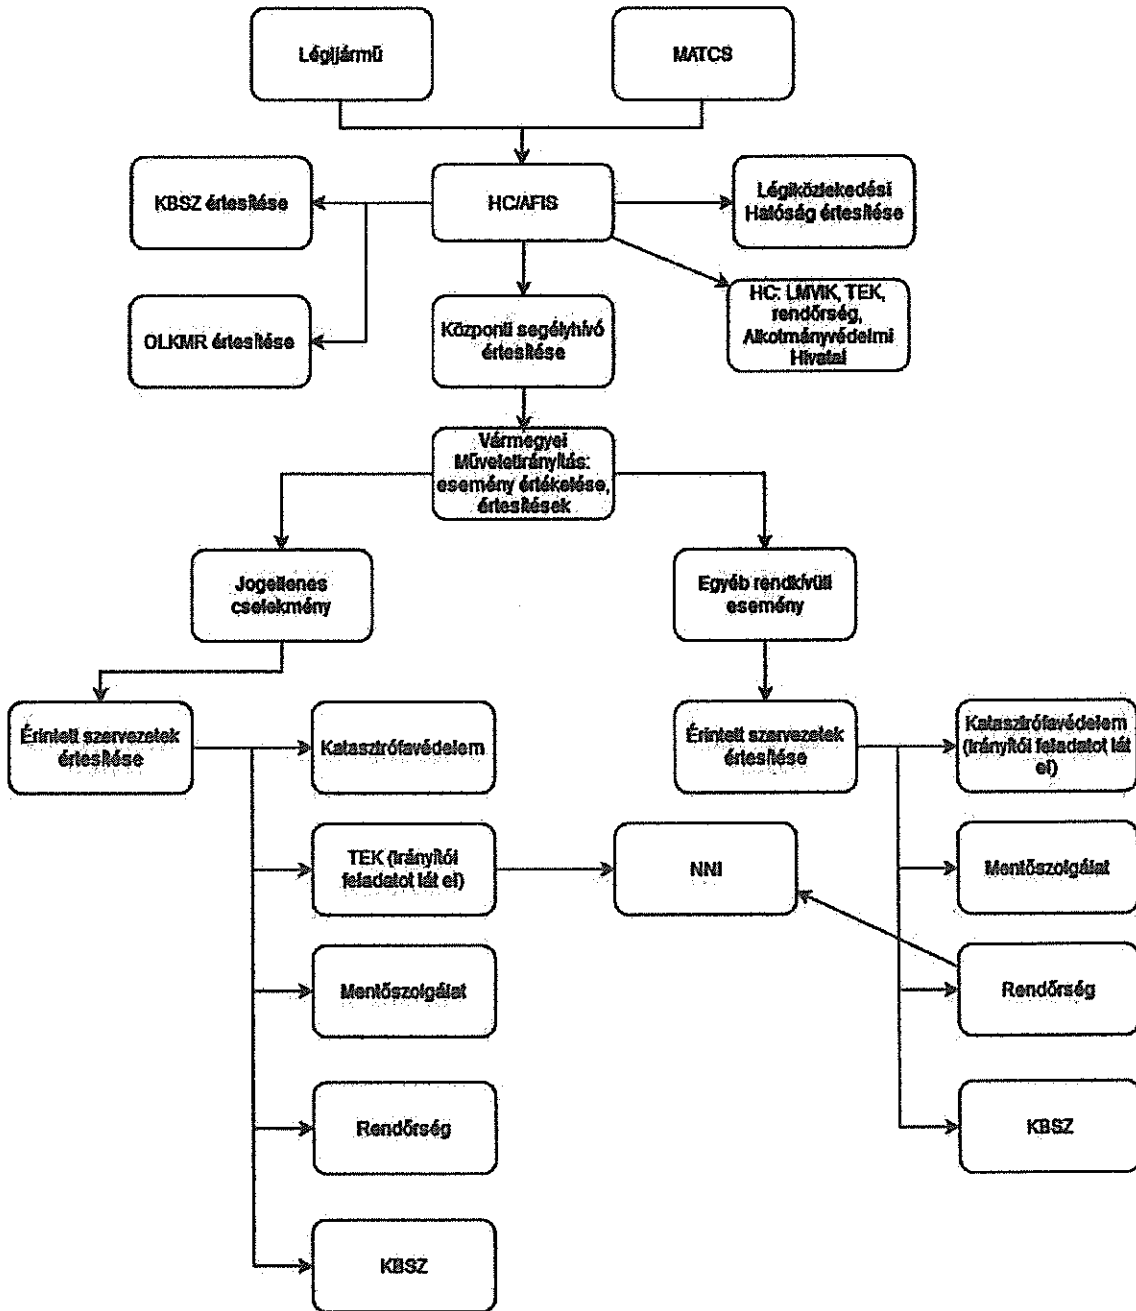 Légijármű
MATCS
KBSZ értesítése
HC/AFIS
Légiközlekedési
Hatóság értesítése
OLKMR értesítése
Központi segélyhívó
értesítése
HC: LMVIK, TEK,
rendőrség,
Alkotmányvédelmi
Hivatal
Vármegyei
Műveletirányítás:
esemény értékelése,
értesítések
Jogellenes
cselekmény
Egyéb rendkívüli
esemény
Érintett szervezetek
értesítése
Katasztrófavédelem
Érintett szervezetek
értesítése
Katasztrófavédelem
(irányítói feladatot lát
el)
TEK (irányítói
feladatot lát el)
NNI
Mentőszolgálat
Mentőszolgálat
Rendőrség
Rendőrség
KBSZ
KBSZ